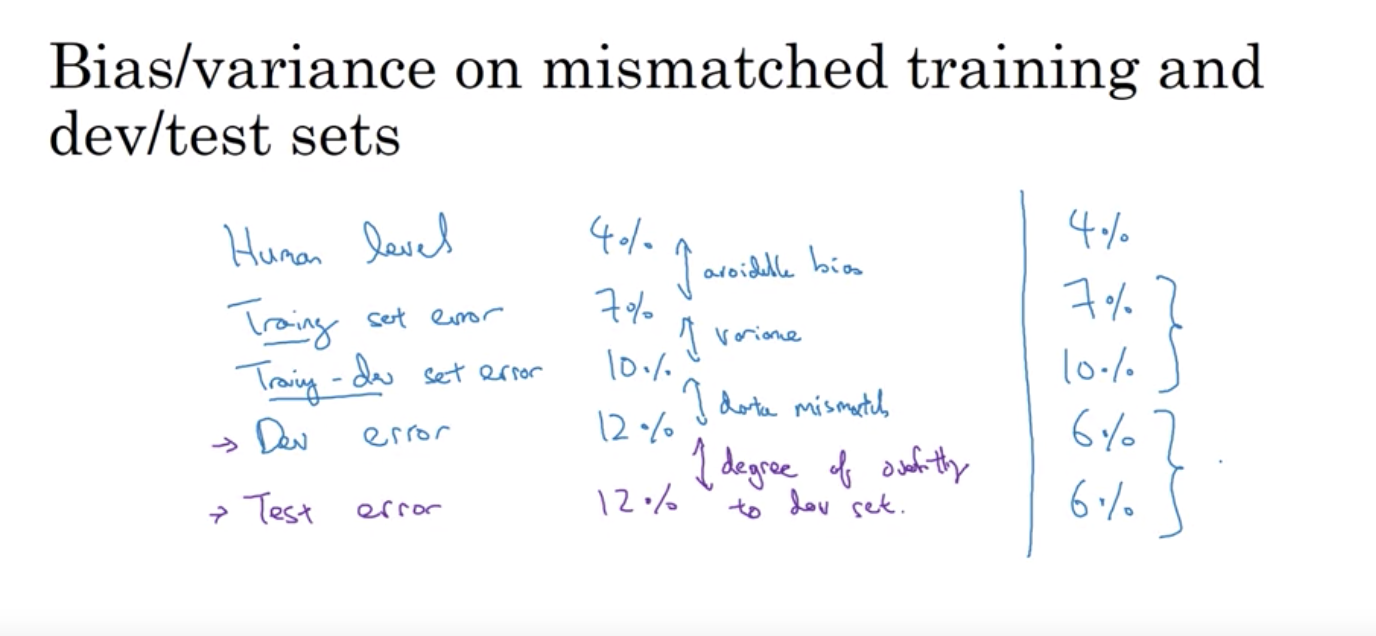 Bias/variance on mismatched training and
dev/test sets
Human level 4% 4%
avoidable bias
Training set error 7% 7%
variance
Training-dev set error 10% 10%
data mismatch
→ Dev error 12% 6%
degree of overfitting
→ Test error 12% to dev set. 6%